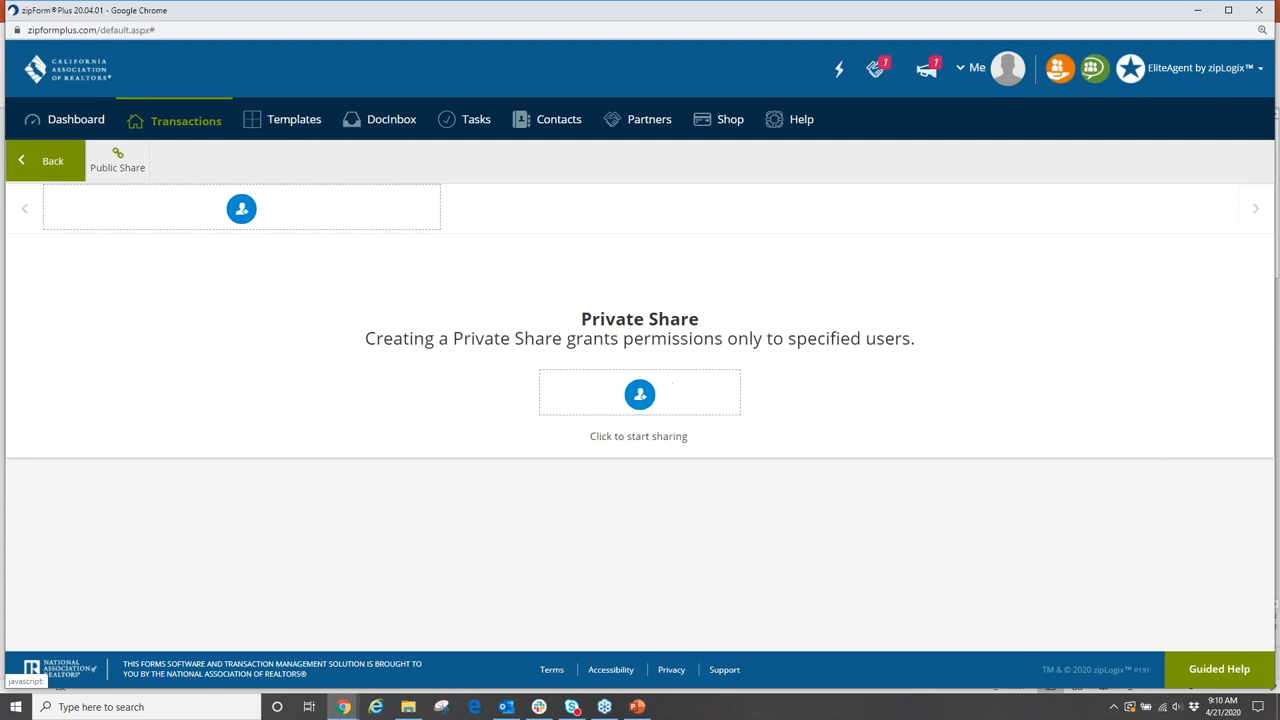 zipForm®Plus 20.04.01 - Google Chrome
zipformplus.com/default.aspx#
CALIFORNIA
ASSOCIATION
OF REALTORS®
1
1
Me
EliteAgent by zipLogix™
Dashboard
Transactions
Templates
DocInbox
Tasks
Contacts
Partners
Shop
Help
Back
Public Share
Private Share
Creating a Private Share grants permissions only to specified users.
Click to start sharing
NATIONAL
ASSOCIATION of
REALTORS®
THIS FORMS SOFTWARE AND TRANSACTION MANAGEMENT SOLUTION IS BROUGHT TO
YOU BY THE NATIONAL ASSOCIATION OF REALTORS®
Terms
Accessibility
Privacy
Support
TM & © 2020 zipLogix™ P191
Guided Help
javascript:
Type here to search
9:10 AM
4/21/2020